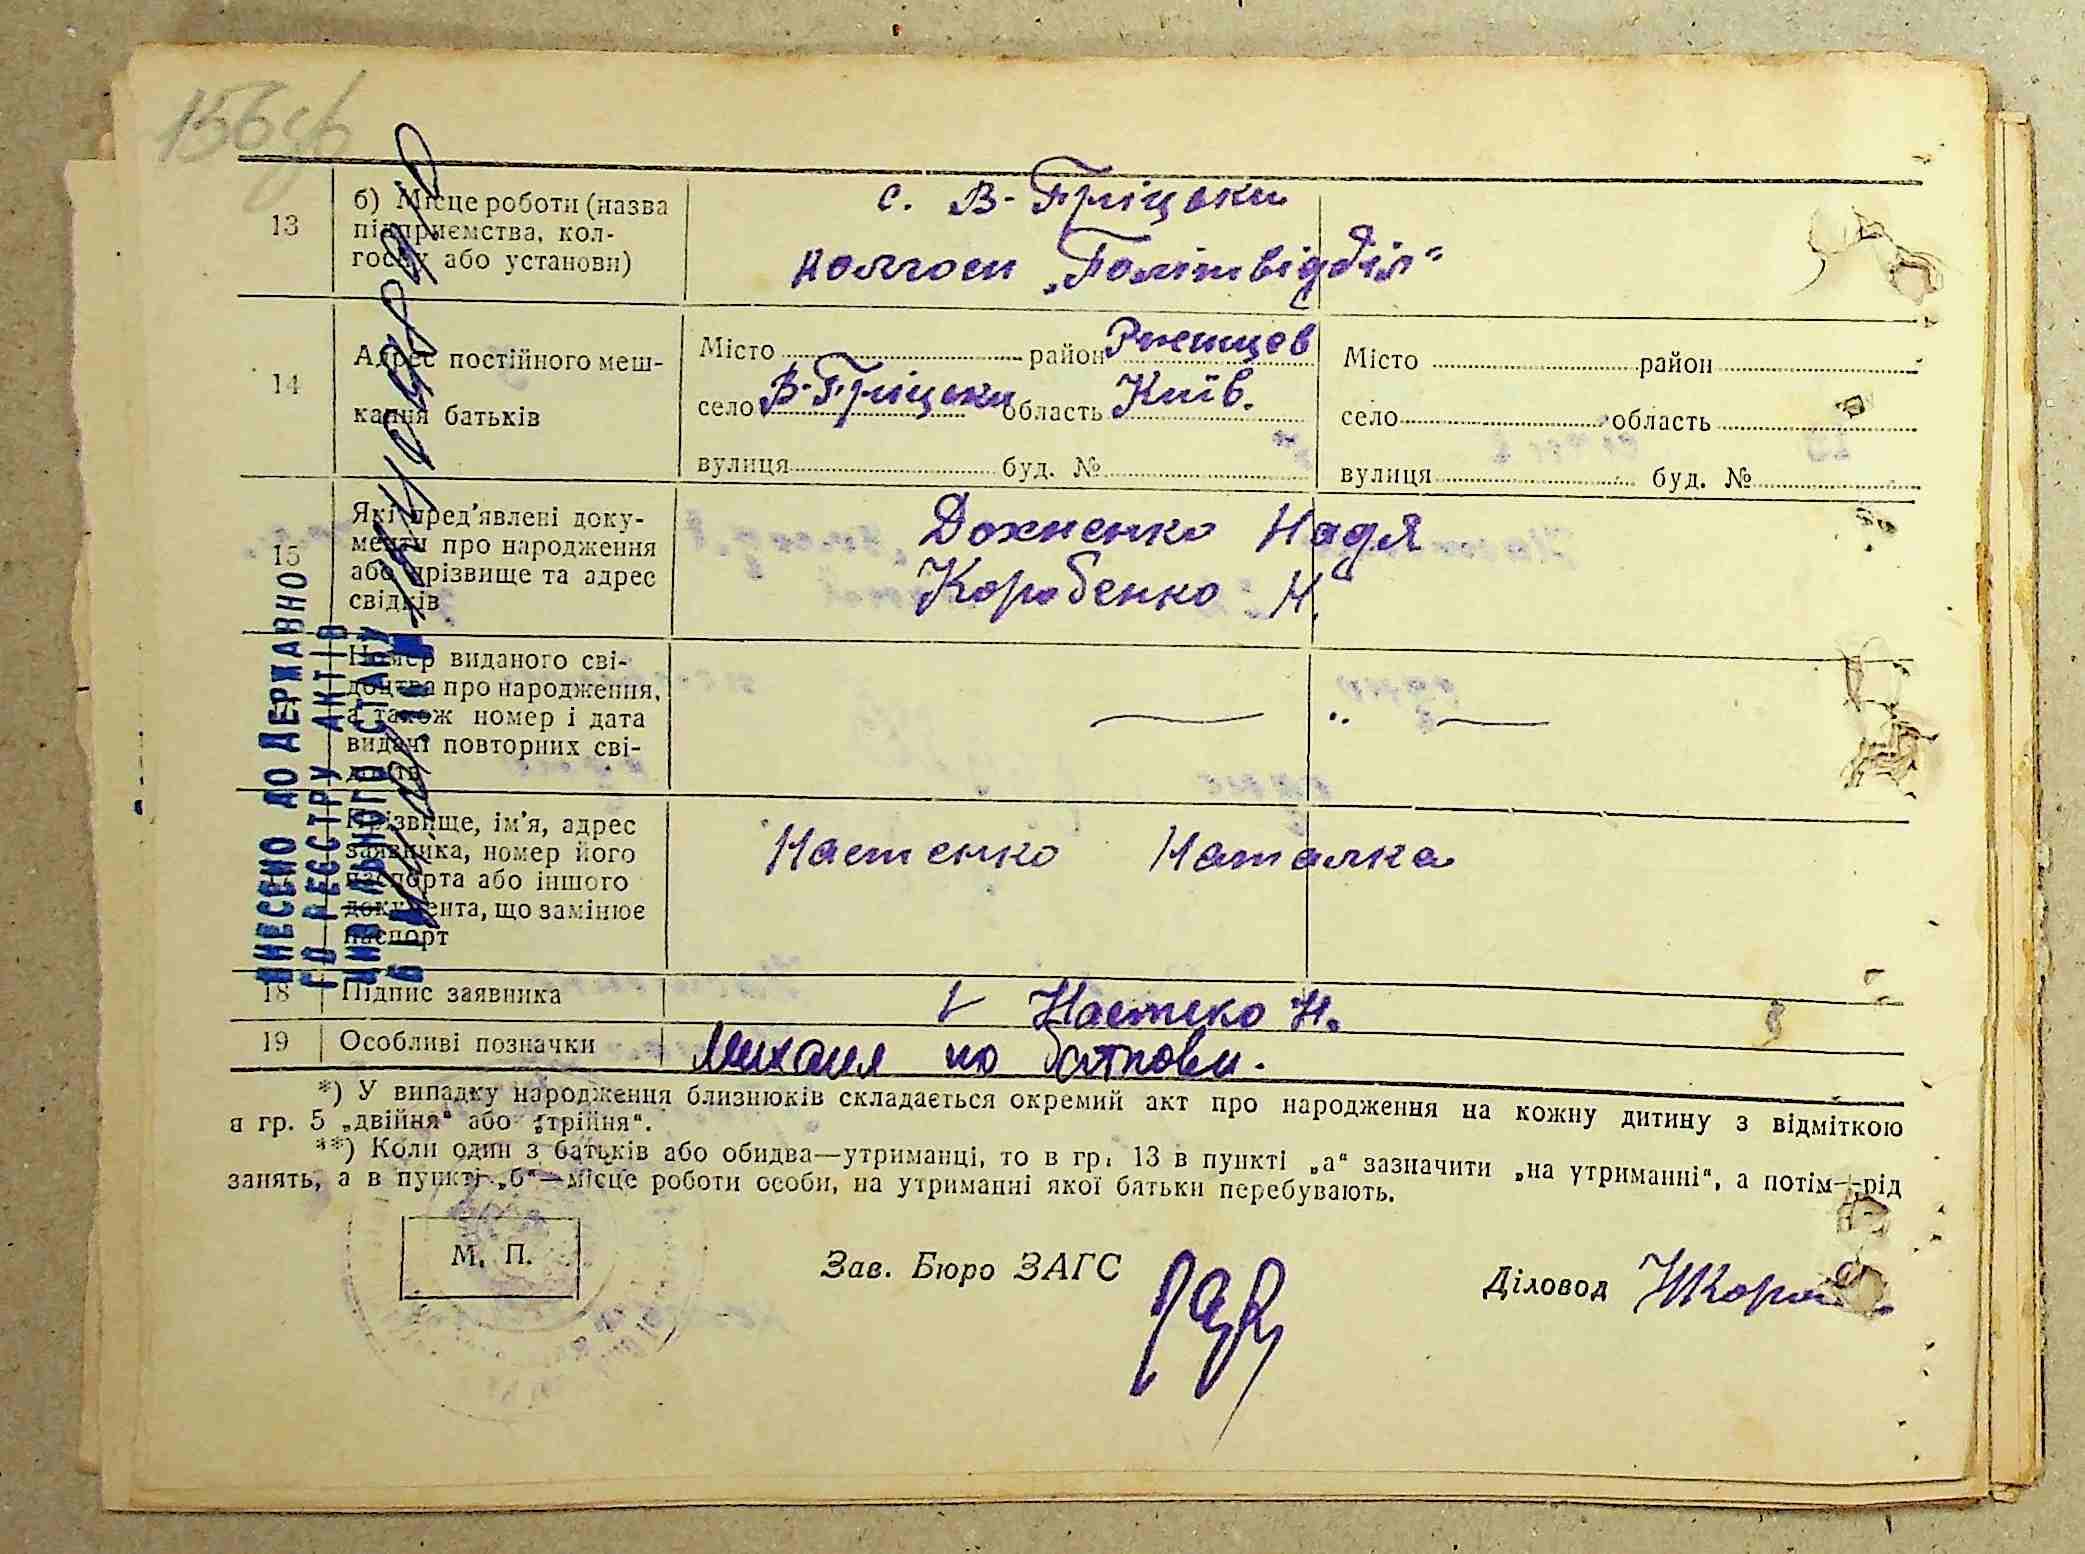 156зв
13
б) Місце роботи (назва
підприємства, кол-
госпу або установи)
с. В-Гріцьки
колгосп „Політвідділ"
14
Адрес постійного меш-
кання батьків
Місто район Ржищев
село В-Гріцьки область Київ.
вулиця буд. №
Місто район
село область
вулиця буд. №
15
Які пред'явлені доку-
менти про народження
або прізвище та адрес
свідків
Дохненко Надя
Коробенко Н.
Номер виданого сві-
доцтва про народження,
а також номер і дата
видачі повторних сві-
доцтв
— „ —
Прізвище, ім'я, адрес
заявника, номер його
паспорта або іншого
документа, що замінює
паспорт
Настенко Наталка
18 Підпис заявника
Настеко Н.
19 Особливі позначки
Михайл по батькови.
ВНЕСЕНО ДО ДЕРЖАВНО
ГО РЕЄСТРУ АКТІВ
ЦИВІЛЬНОГО СТАНУ
*) У випадку народження близнюків складається окремий акт про народження на кожну дитину з відміткою
в гр. 5 „двійня" або „трійня".
**) Коли один з батьків або обидва—утриманці, то в гр. 13 в пункті „а" зазначити „на утриманні", а потім—рід
занять, а в пункті „б"—місце роботи особи, на утриманні якої батьки перебувають.
М. П.
Зав. Бюро ЗАГС
Діловод